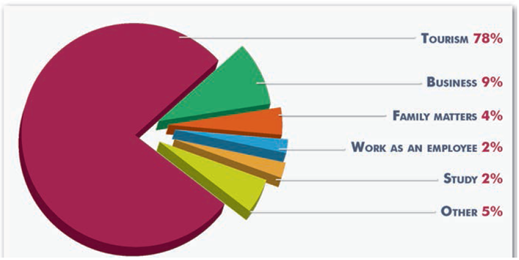 Tourism 78%
Business 9%
Family matters 4%
Work as an employee 2%
Study 2%
Other 5%